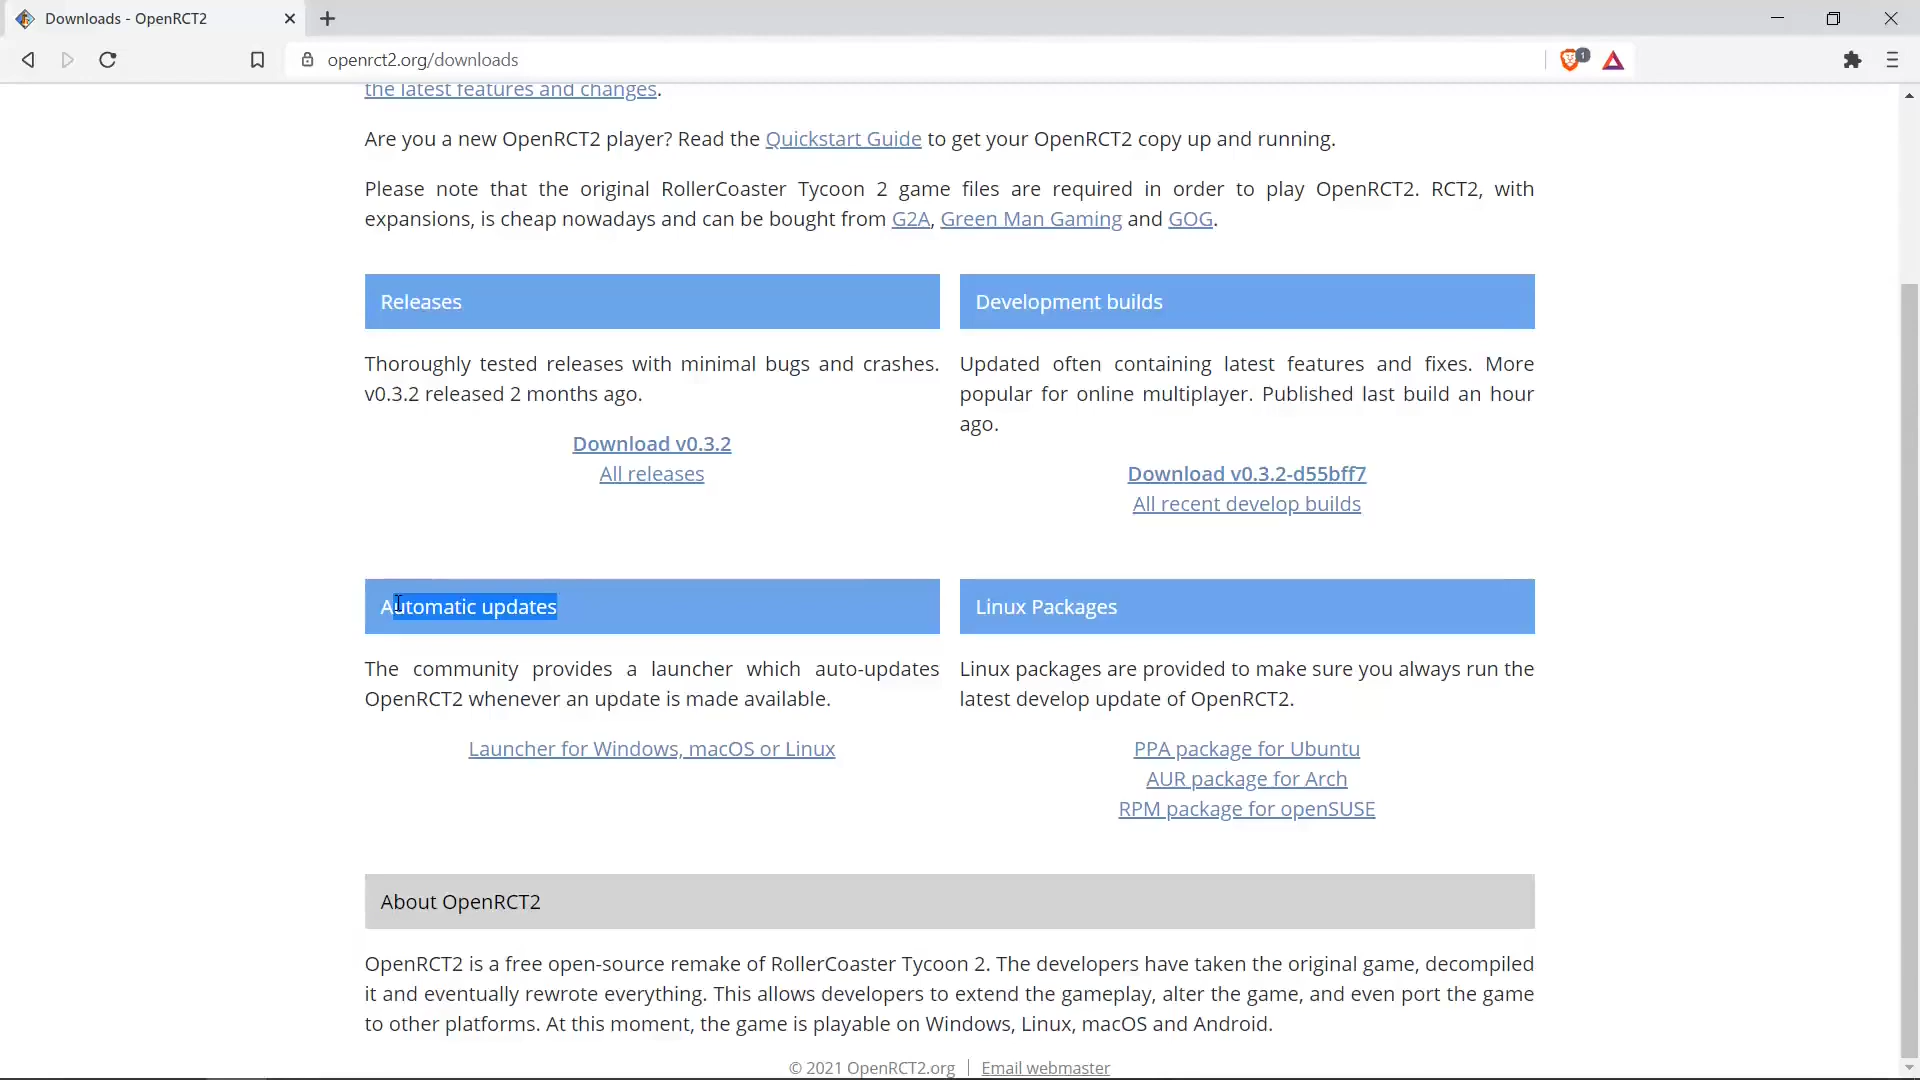 Downloads - OpenRCT2
openrct2.org/downloads
1
the latest features and changes.
Are you a new OpenRCT2 player? Read the Quickstart Guide to get your OpenRCT2 copy up and running.
Please note that the original RollerCoaster Tycoon 2 game files are required in order to play OpenRCT2. RCT2, with
expansions, is cheap nowadays and can be bought from G2A, Green Man Gaming and GOG.
Releases
Thoroughly tested releases with minimal bugs and crashes.
v0.3.2 released 2 months ago.
Download v0.3.2
All releases
Development builds
Updated often containing latest features and fixes. More
popular for online multiplayer. Published last build an hour
ago.
Download v0.3.2-d55bff7
All recent develop builds
Automatic updates
The community provides a launcher which auto-updates
OpenRCT2 whenever an update is made available.
Launcher for Windows, macOS or Linux
Linux Packages
Linux packages are provided to make sure you always run the
latest develop update of OpenRCT2.
PPA package for Ubuntu
AUR package for Arch
RPM package for openSUSE
About OpenRCT2
OpenRCT2 is a free open-source remake of RollerCoaster Tycoon 2. The developers have taken the original game, decompiled
it and eventually rewrote everything. This allows developers to extend the gameplay, alter the game, and even port the game
to other platforms. At this moment, the game is playable on Windows, Linux, macOS and Android.
© 2021 OpenRCT2.org | Email webmaster